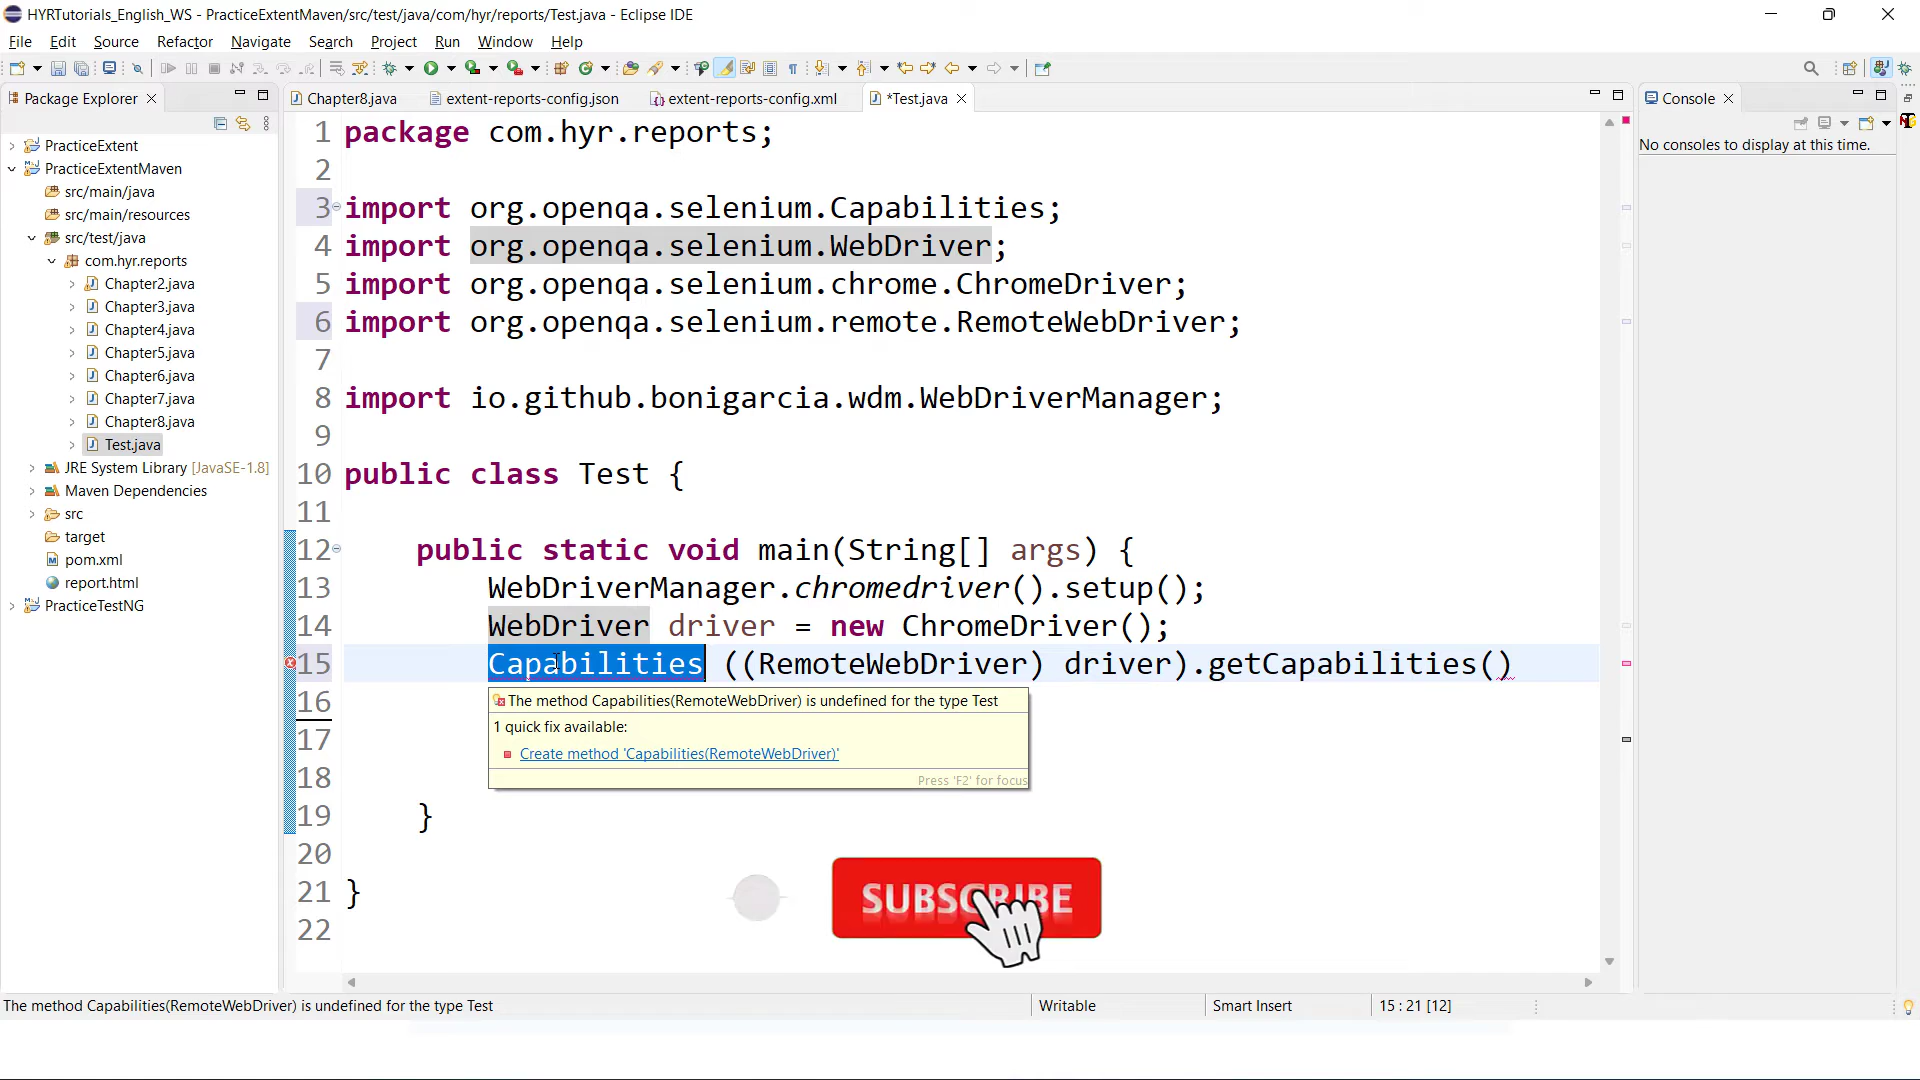 HYRTutorials_English_WS - PracticeExtentMaven/src/test/java/com/hyr/reports/Test.java - Eclipse IDE
File Edit Source Refactor Navigate Search Project Run Window Help
Package Explorer
Chapter8.java extent-reports-config.json extent-reports-config.xml *Test.java
Console
No consoles to display at this time.
PracticeExtent
PracticeExtentMaven
src/main/java
src/main/resources
src/test/java
com.hyr.reports
Chapter2.java
Chapter3.java
Chapter4.java
Chapter5.java
Chapter6.java
Chapter7.java
Chapter8.java
Test.java
JRE System Library [JavaSE-1.8]
Maven Dependencies
src
target
pom.xml
report.html
PracticeTestNG
1 package com.hyr.reports;
2
3 import org.openqa.selenium.Capabilities;
4 import org.openqa.selenium.WebDriver;
5 import org.openqa.selenium.chrome.ChromeDriver;
6 import org.openqa.selenium.remote.RemoteWebDriver;
7
8 import io.github.bonigarcia.wdm.WebDriverManager;
9
10 public class Test {
11
12 public static void main(String[] args) {
13 WebDriverManager.chromedriver().setup();
14 WebDriver driver = new ChromeDriver();
15 Capabilities ((RemoteWebDriver) driver).getCapabilities()
16
17
18
19 }
20
21 }
22
The method Capabilities(RemoteWebDriver) is undefined for the type Test
1 quick fix available:
Create method 'Capabilities(RemoteWebDriver)'
Press 'F2' for focus
SUBSCRIBE
The method Capabilities(RemoteWebDriver) is undefined for the type Test
Writable
Smart Insert
15 : 21 [12]